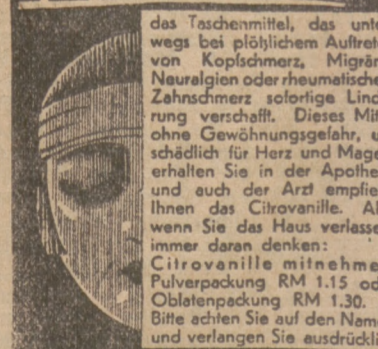 das Taschenmittel, das unte
wegs bei plötzlichem Auftret
von Kopfschmerz, Migrän
Neuralgien oder rheumatische
Zahnschmerz sofortige Lind
rung verschafft. Dieses Mit
ohne Gewöhnungsgefahr, u
schädlich für Herz und Mage
erhalten Sie in der Apothe
und auch der Arzt empfie
Ihnen das Citrovanille. Al
wenn Sie das Haus verlasse
immer daran denken:
Citrovanille mitnehme
Pulverpackung RM 1.15 od
Oblatenpackung RM 1.30.
Bitte achten Sie auf den Nam
und verlangen Sie ausdrückli